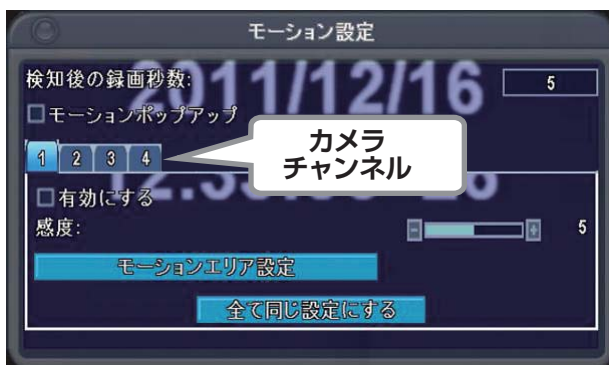 モーション設定
2011/12/16
検知後の録画秒数:
5
モーションポップアップ
カメラ
チャンネル
1 2 3 4
有効にする
感度:
5
モーションエリア設定
全て同じ設定にする